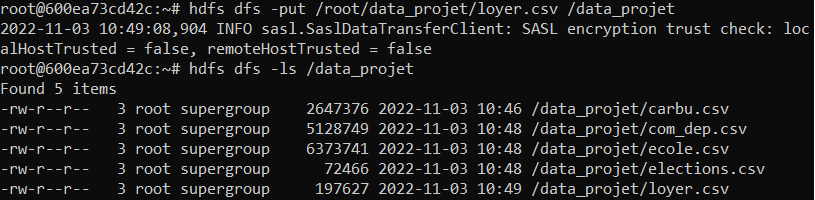 root@600ea73cd42c:~# hdfs dfs -put /root/data_projet/loyer.csv /data_projet
2022-11-03 10:49:08,904 INFO sasl.SaslDataTransferClient: SASL encryption trust check: loc
alHostTrusted = false, remoteHostTrusted = false
root@600ea73cd42c:~# hdfs dfs -ls /data_projet
Found 5 items
-rw-r--r--   3 root supergroup    2647376 2022-11-03 10:46 /data_projet/carbu.csv
-rw-r--r--   3 root supergroup    5128749 2022-11-03 10:48 /data_projet/com_dep.csv
-rw-r--r--   3 root supergroup    6373741 2022-11-03 10:48 /data_projet/ecole.csv
-rw-r--r--   3 root supergroup      72466 2022-11-03 10:48 /data_projet/elections.csv
-rw-r--r--   3 root supergroup     197627 2022-11-03 10:49 /data_projet/loyer.csv